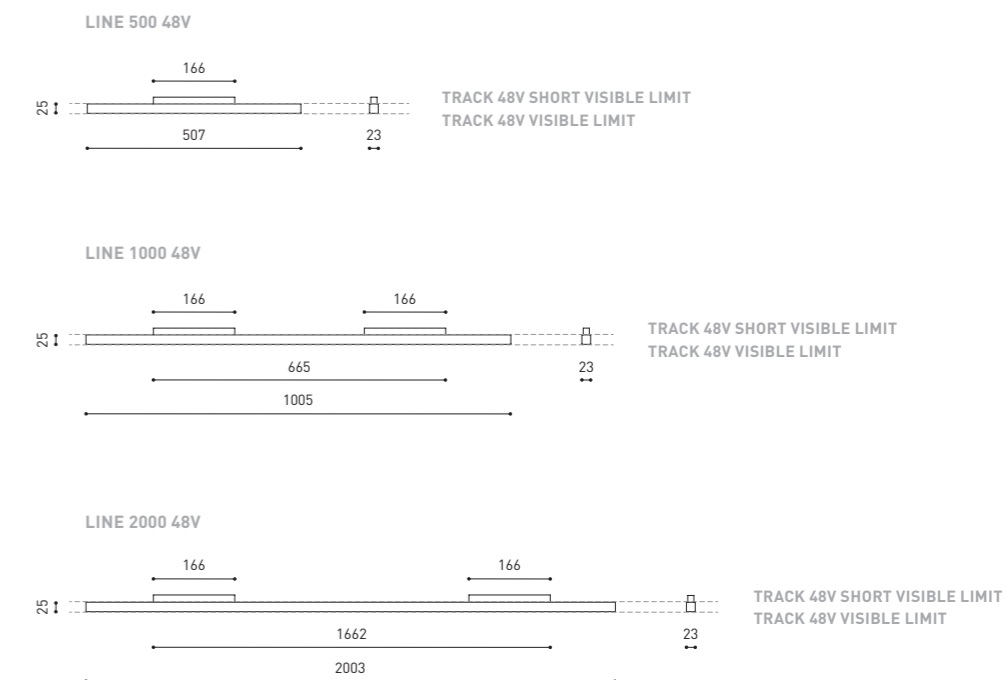 LINE 500 48V
166
25
507
23
TRACK 48V SHORT VISIBLE LIMIT
TRACK 48V VISIBLE LIMIT
LINE 1000 48V
166 166
25
665
23
1005
TRACK 48V SHORT VISIBLE LIMIT
TRACK 48V VISIBLE LIMIT
LINE 2000 48V
166 166
25
1662
23
2003
TRACK 48V SHORT VISIBLE LIMIT
TRACK 48V VISIBLE LIMIT